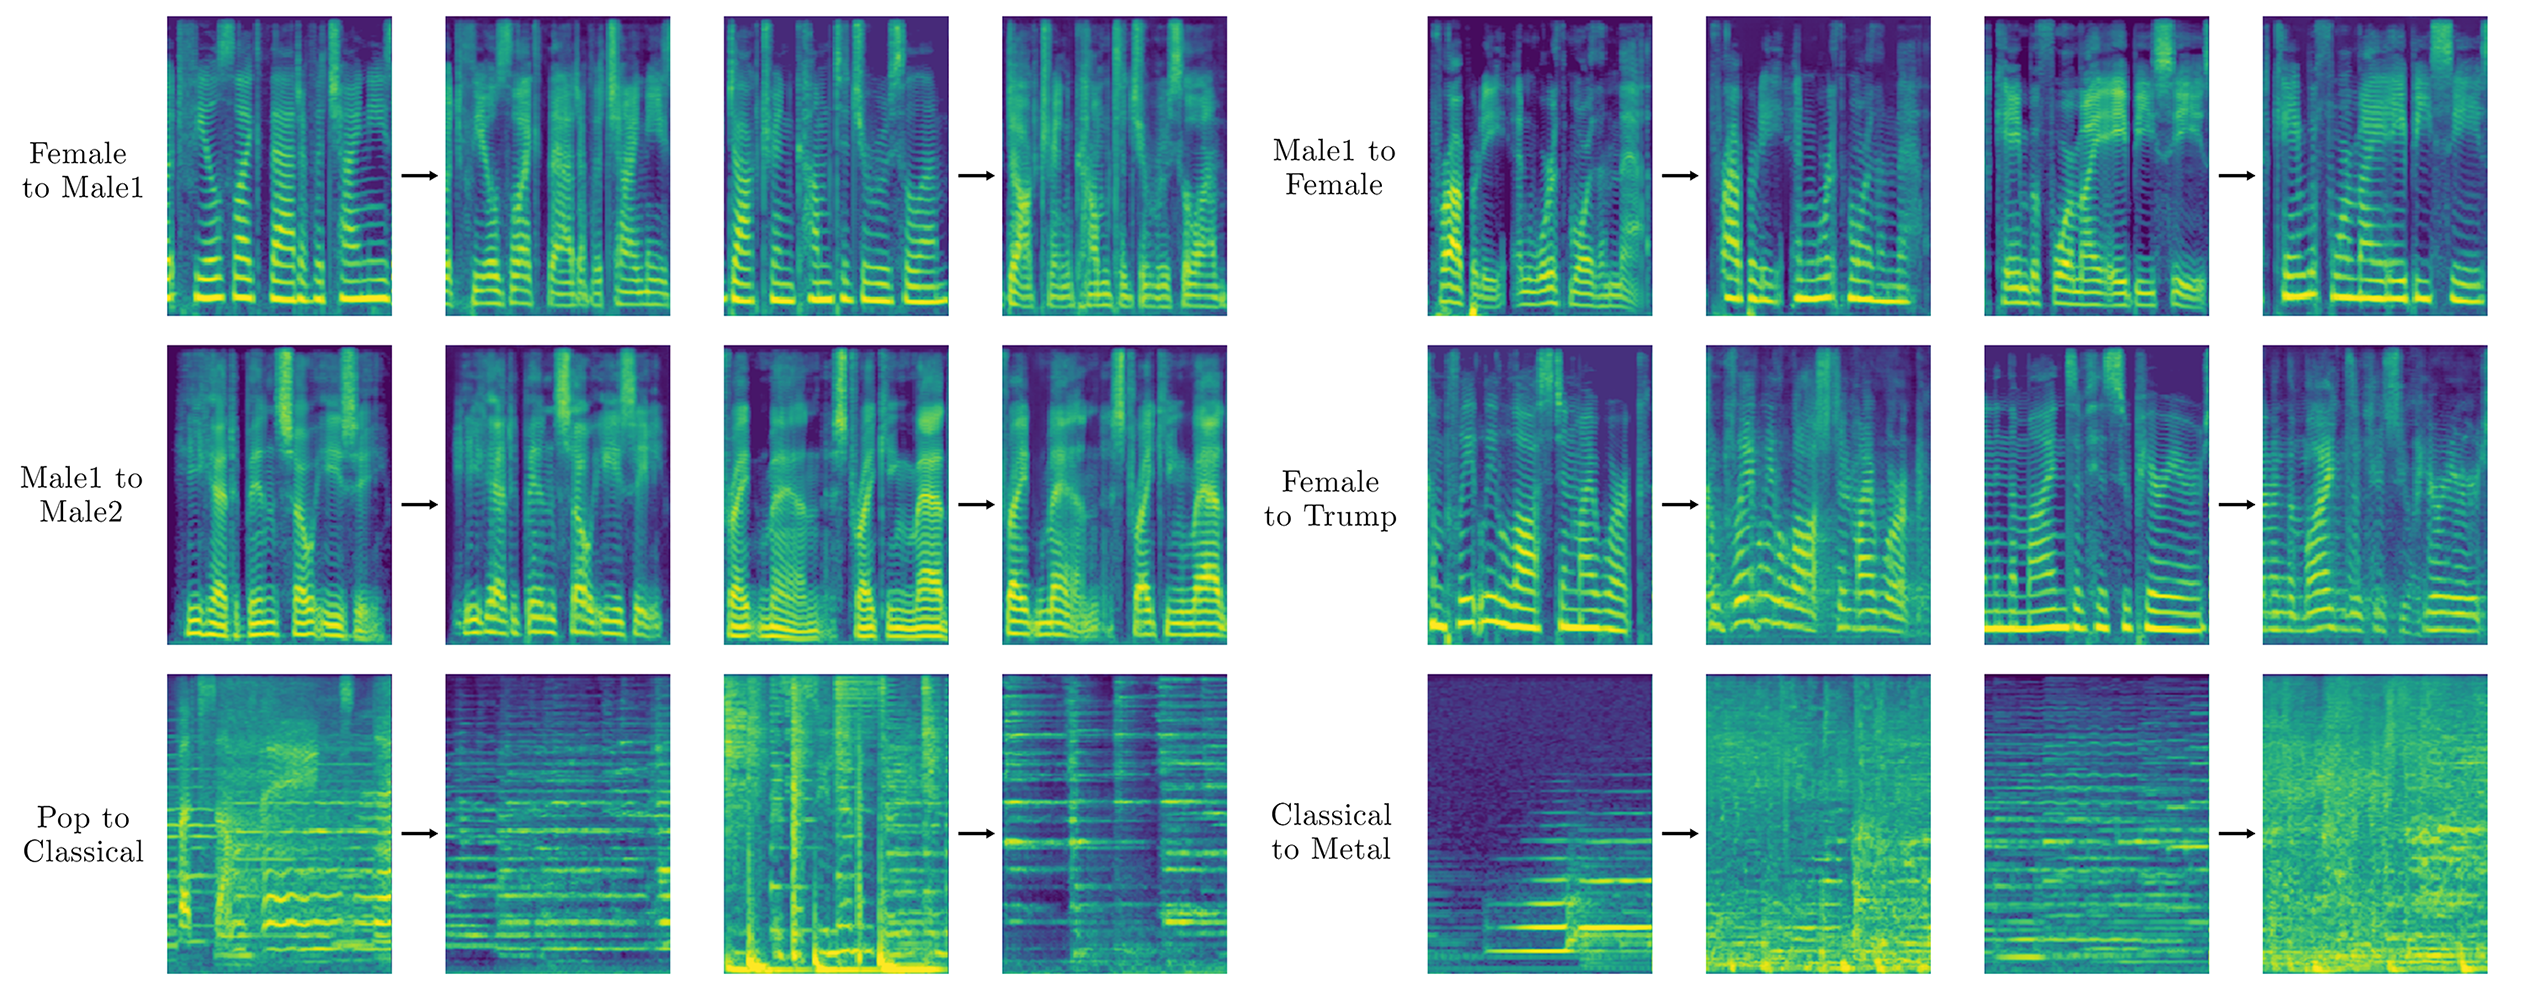 Female
to Male1
Male1 to
Female
Male1 to
Male2
Female
to Trump
Pop to
Classical
Classical
to Metal